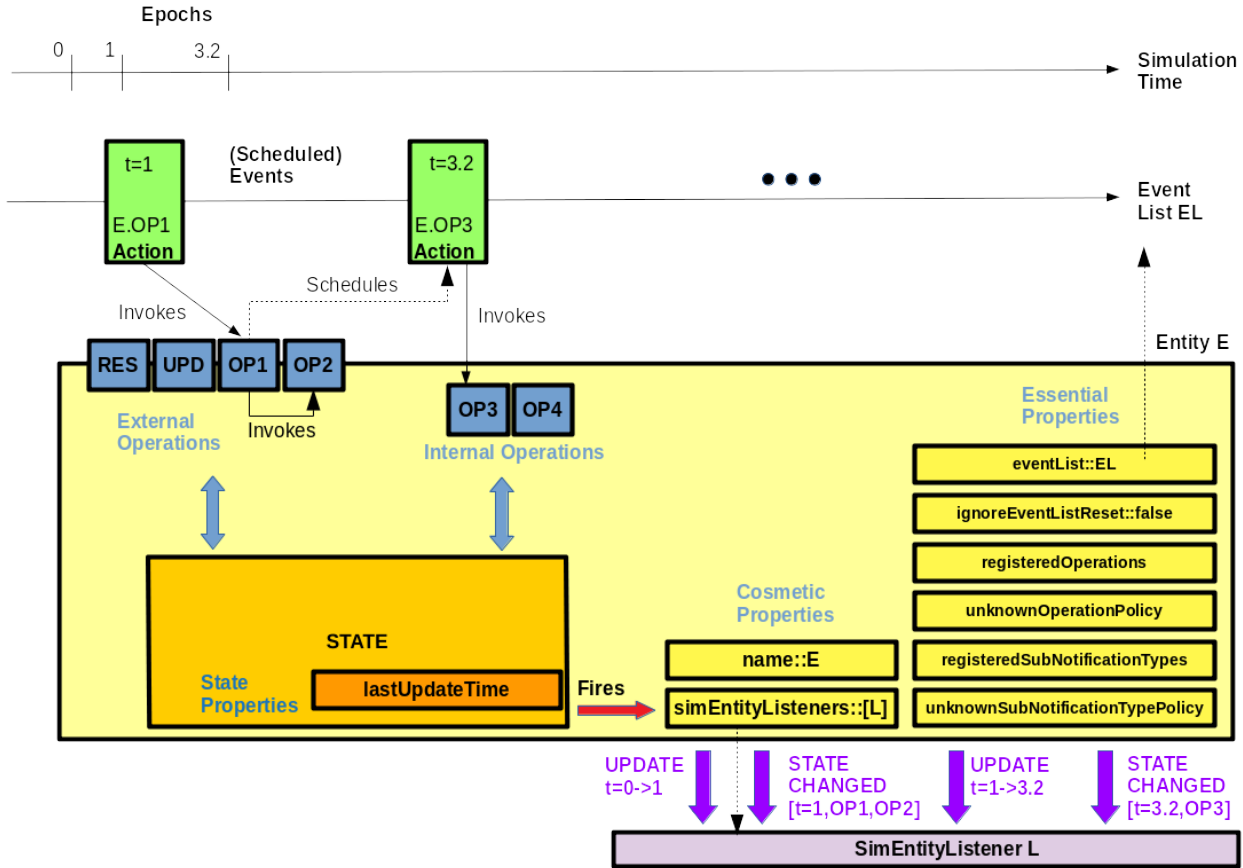 Epochs
0
1
3.2
Simulation
Time
t=1
(Scheduled)
Events
t=3.2
Event
List EL
E.OP1
Action
E.OP3
Action
Schedules
Invokes
Invokes
Entity E
RES
UPD
OP1
OP2
OP3
OP4
External
Operations
Invokes
Internal Operations
Essential
Properties
eventList::EL
ignoreEventListReset::false
registeredOperations
unknownOperationPolicy
registeredSubNotificationTypes
unknownSubNotificationTypePolicy
Cosmetic
Properties
name::E
simEntityListeners::[L]
STATE
State
Properties
lastUpdateTime
Fires
UPDATE
t=0->1
STATE
CHANGED
[t=1,OP1,OP2]
UPDATE
t=1->3.2
STATE
CHANGED
[t=3.2,OP3]
SimEntityListener L